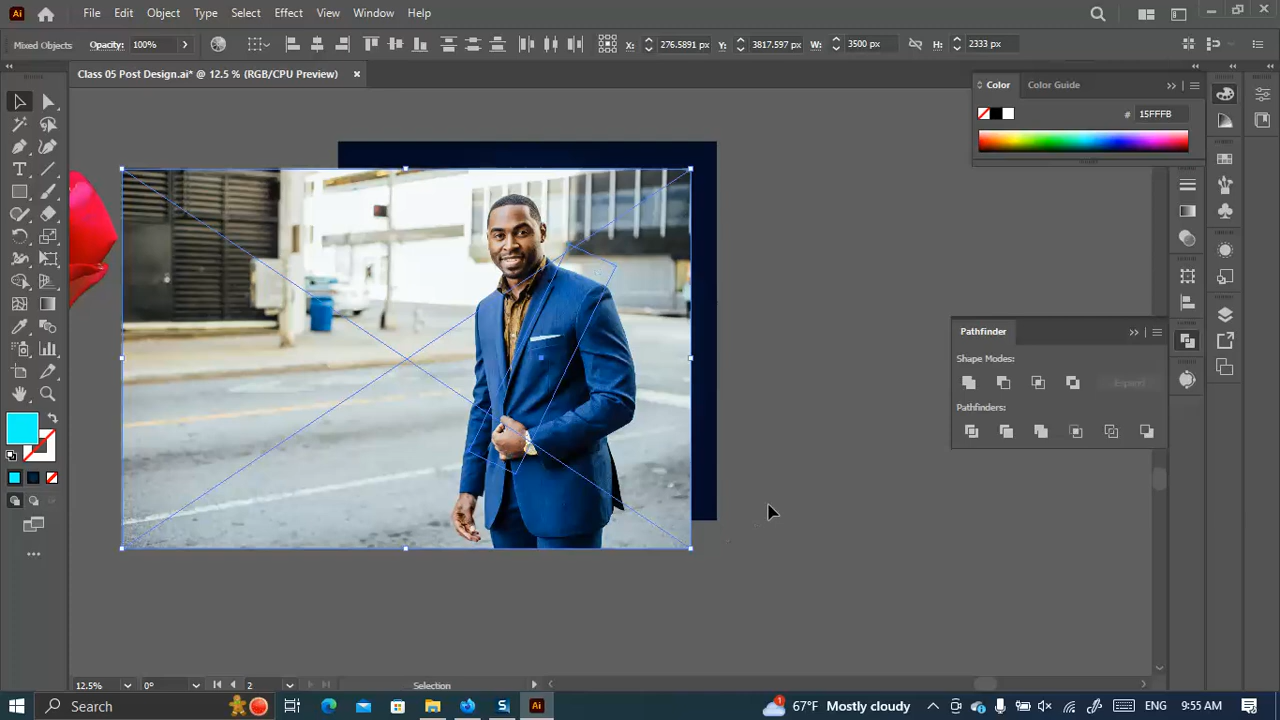 Ai File Edit Object Type Select Effect View Window Help
Mixed Objects Opacity: 100% X: 276.5891 px Y: 3817.597 px W: 3500 px H: 2333 px
Class 05 Post Design.ai* @ 12.5 % (RGB/CPU Preview)
Color Color Guide
# 15FFFB
Pathfinder
Shape Modes:
Expand
Pathfinders:
12.5% 0° 2 Selection
Search Ai 67°F Mostly cloudy ENG 9:55 AM